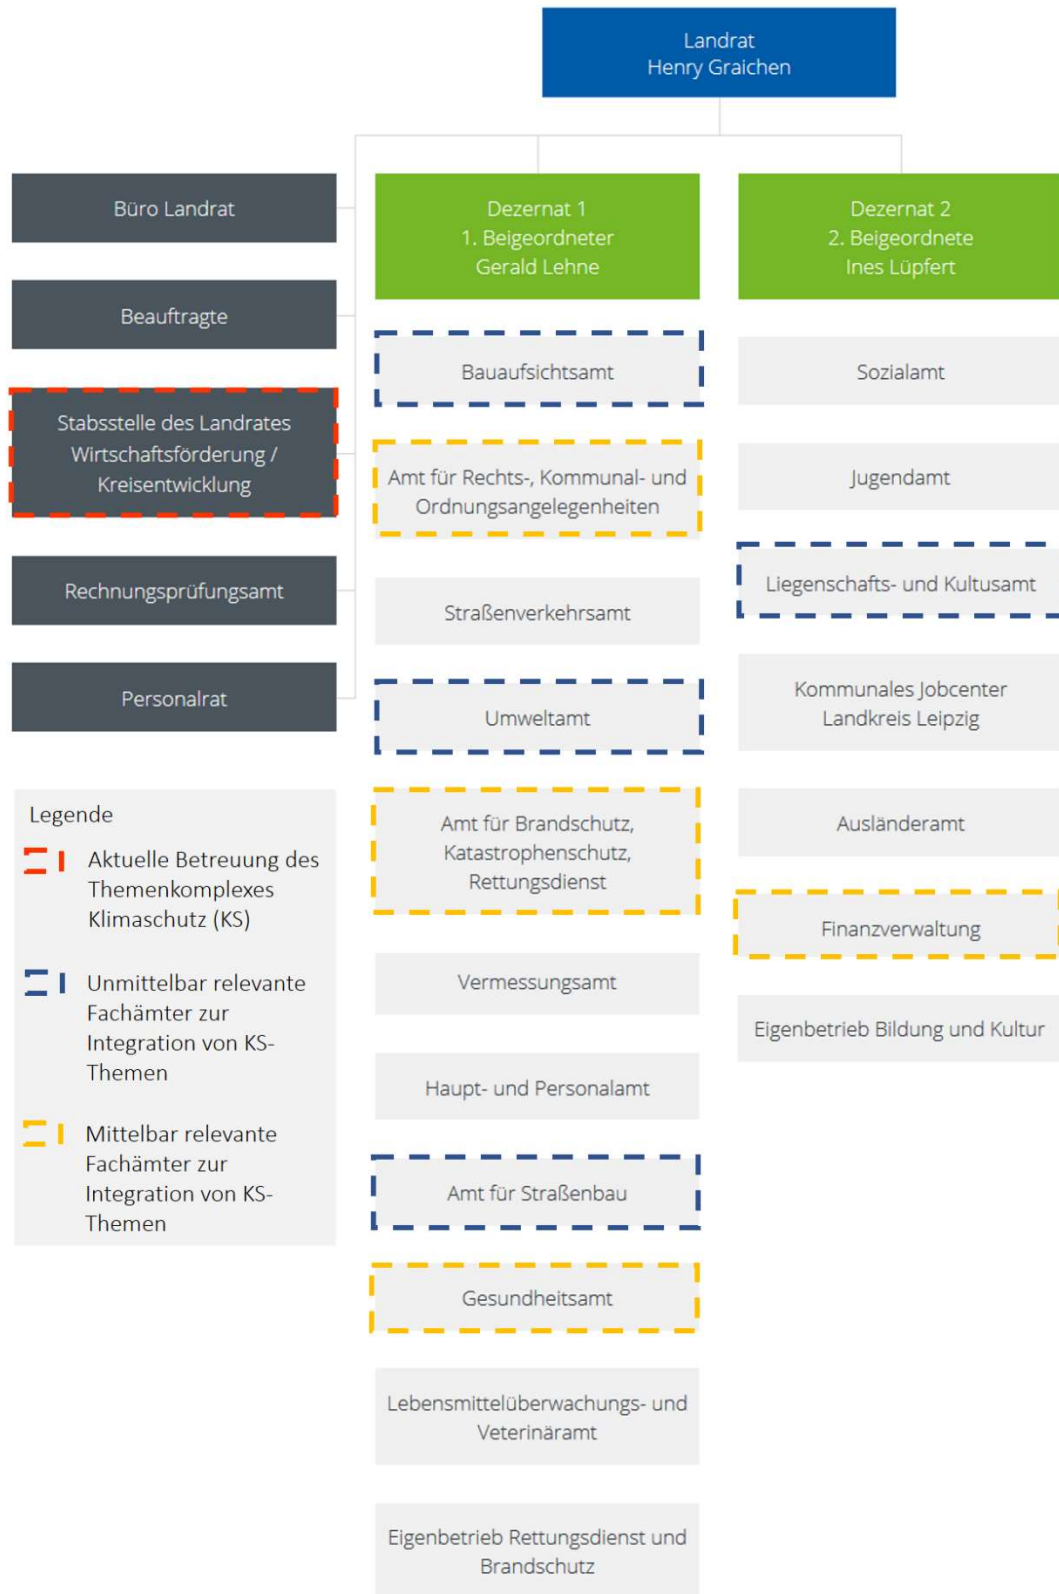 Landrat
Henry Graichen
Büro Landrat
Beauftragte
Stabsstelle des Landrates
Wirtschaftsförderung /
Kreisentwicklung
Rechnungsprüfungsamt
Personalrat
Dezernat 1
1. Beigeordneter
Gerald Lehne
Bauaufsichtsamt
Amt für Rechts-, Kommunal- und
Ordnungsangelegenheiten
Straßenverkehrsamt
Umweltamt
Amt für Brandschutz,
Katastrophenschutz,
Rettungsdienst
Vermessungsamt
Haupt- und Personalamt
Amt für Straßenbau
Gesundheitsamt
Lebensmittelüberwachungs- und
Veterinäramt
Eigenbetrieb Rettungsdienst und
Brandschutz
Dezernat 2
2. Beigeordnete
Ines Lüpfert
Sozialamt
Jugendamt
Liegenschafts- und Kultusamt
Kommunales Jobcenter
Landkreis Leipzig
Ausländeramt
Finanzverwaltung
Eigenbetrieb Bildung und Kultur
Legende
Aktuelle Betreuung des
Themenkomplexes
Klimaschutz (KS)
Unmittelbar relevante
Fachämter zur
Integration von KS-
Themen
Mittelbar relevante
Fachämter zur
Integration von KS-
Themen